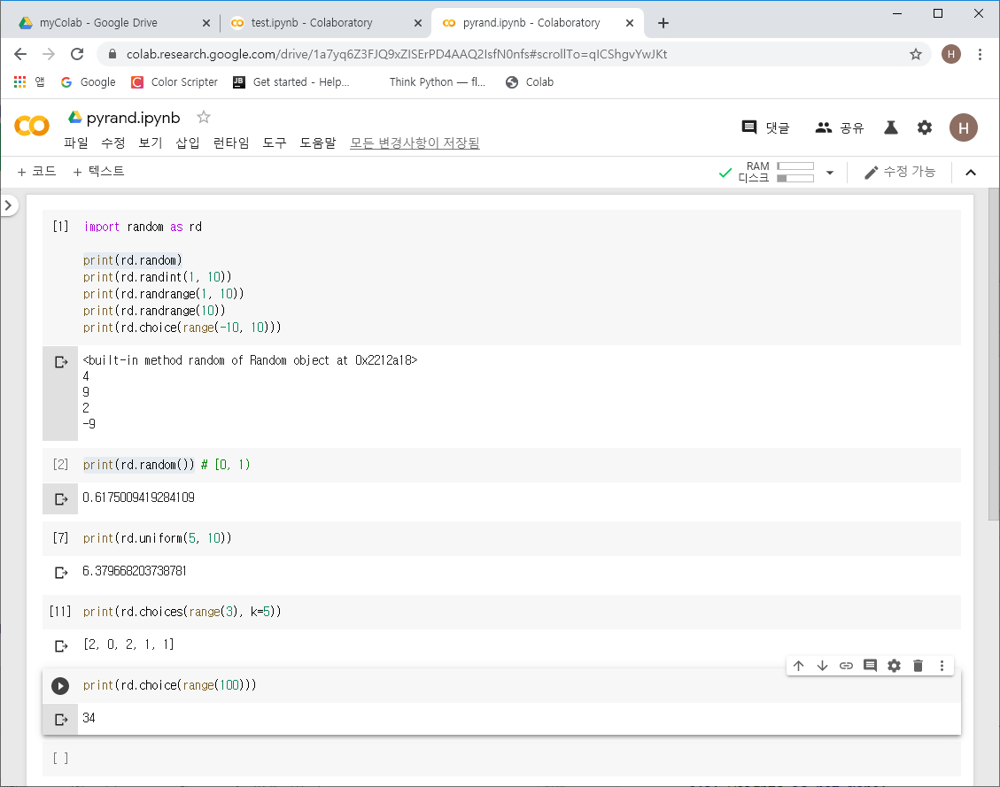 myColab - Google Drive
test.ipynb - Colaboratory
pyrand.ipynb - Colaboratory
colab.research.google.com/drive/1a7yq6Z3FJQ9xZISErPD4AAQ2IsfN0nfs#scrollTo=qICShgvYwJKt
H
앱 Google Color Scripter Get started - Help... Think Python — fl... Colab
pyrand.ipynb
파일 수정 보기 삽입 런타임 도구 도움말 모든 변경사항이 저장됨
댓글 공유 H
+ 코드 + 텍스트
RAM
디스크
수정 가능
[1] import random as rd
print(rd.random)
print(rd.randint(1, 10))
print(rd.randrange(1, 10))
print(rd.randrange(10))
print(rd.choice(range(-10, 10)))
<built-in method random of Random object at 0x2212a18>
4
9
2
-9
[2] print(rd.random()) # [0, 1)
0.6175009419284109
[7] print(rd.uniform(5, 10))
6.379668203738781
[11] print(rd.choices(range(3), k=5))
[2, 0, 2, 1, 1]
print(rd.choice(range(100)))
34
[ ]